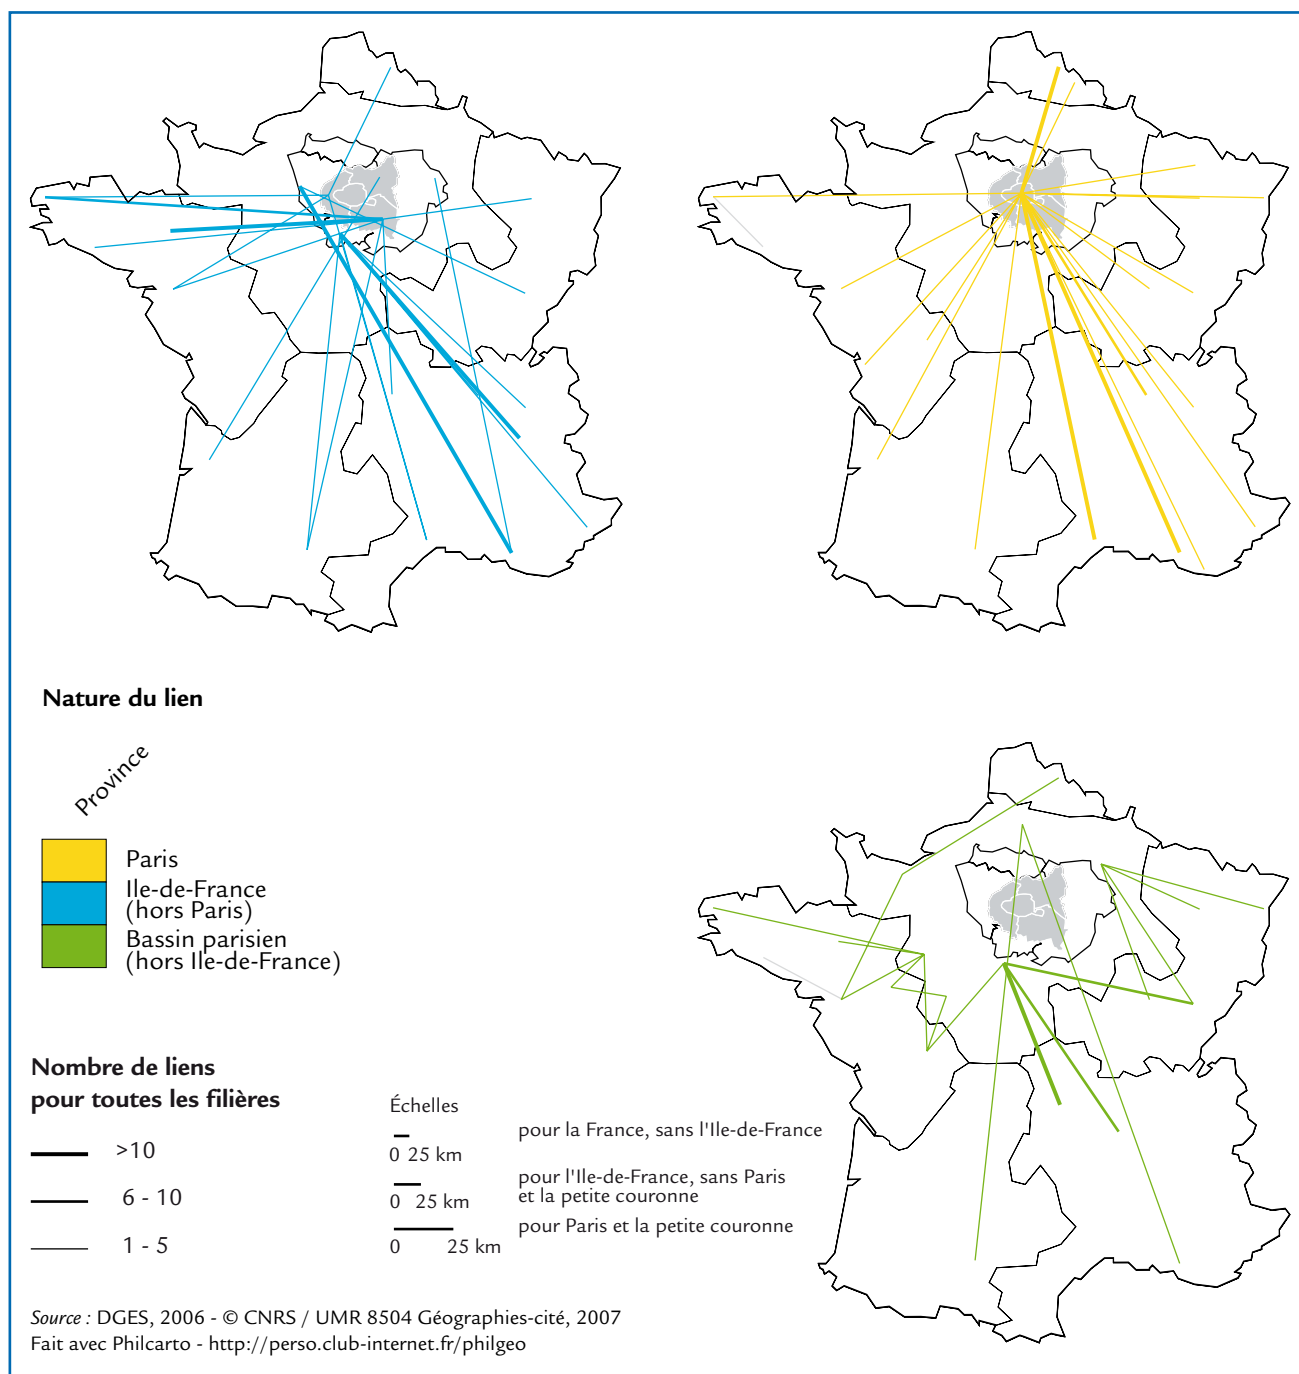 Nature du lien
Province
Paris
Ile-de-France
(hors Paris)
Bassin parisien
(hors Ile-de-France)
Nombre de liens
pour toutes les filières
>10
6 - 10
1 - 5
Échelles
0 25 km
pour la France, sans l'Ile-de-France
0 25 km
pour l'Ile-de-France, sans Paris
et la petite couronne
0 25 km
pour Paris et la petite couronne
Source : DGES, 2006 - © CNRS / UMR 8504 Géographies-cité, 2007
Fait avec Philcarto - http://perso.club-internet.fr/philgeo